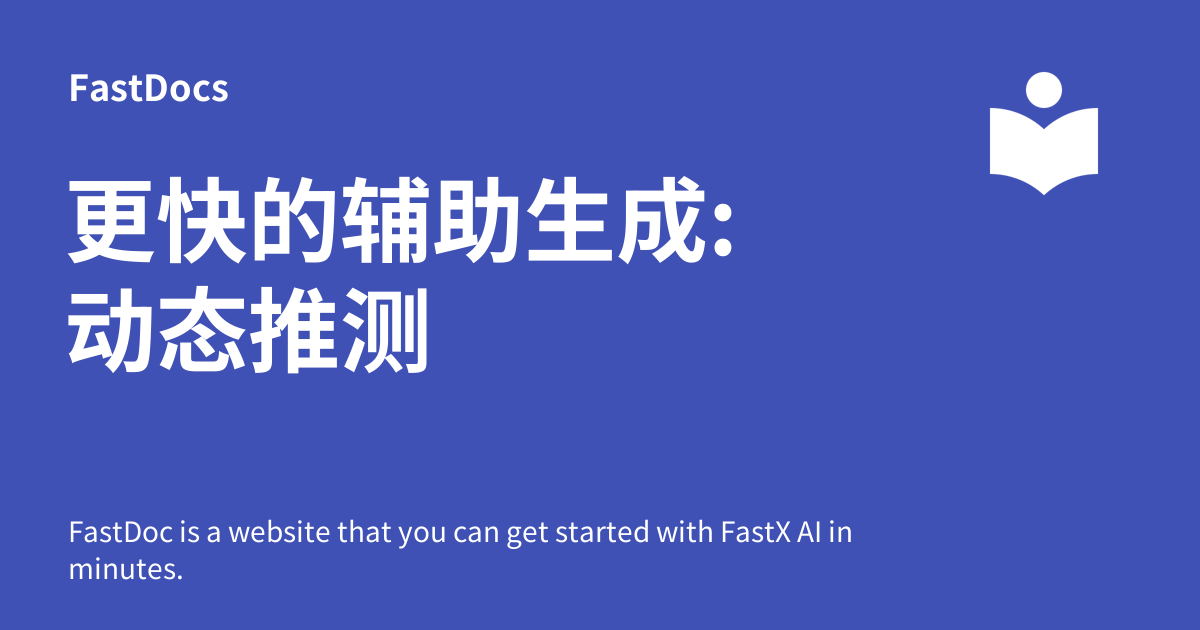 FastDocs
更快的辅助生成:
动态推测
FastDoc is a website that you can get started with FastX AI in
minutes.